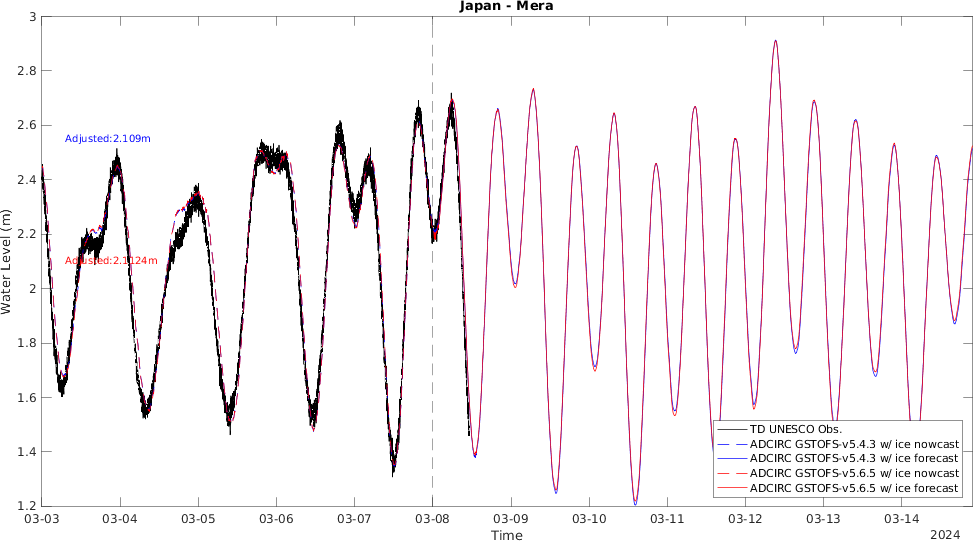 Japan - Mera
3
2.8
2.6
2.4
2.2
2
1.8
1.6
1.4
1.2
Water Level (m)
Adjusted:2.109m
Adjusted:2.1124m
TD UNESCO Obs.
ADCIRC GSTOFS-v5.4.3 w/ ice nowcast
ADCIRC GSTOFS-v5.4.3 w/ ice forecast
ADCIRC GSTOFS-v5.6.5 w/ ice nowcast
ADCIRC GSTOFS-v5.6.5 w/ ice forecast
03-03 03-04 03-05 03-06 03-07 03-08 03-09 03-10 03-11 03-12 03-13 03-14
Time
2024